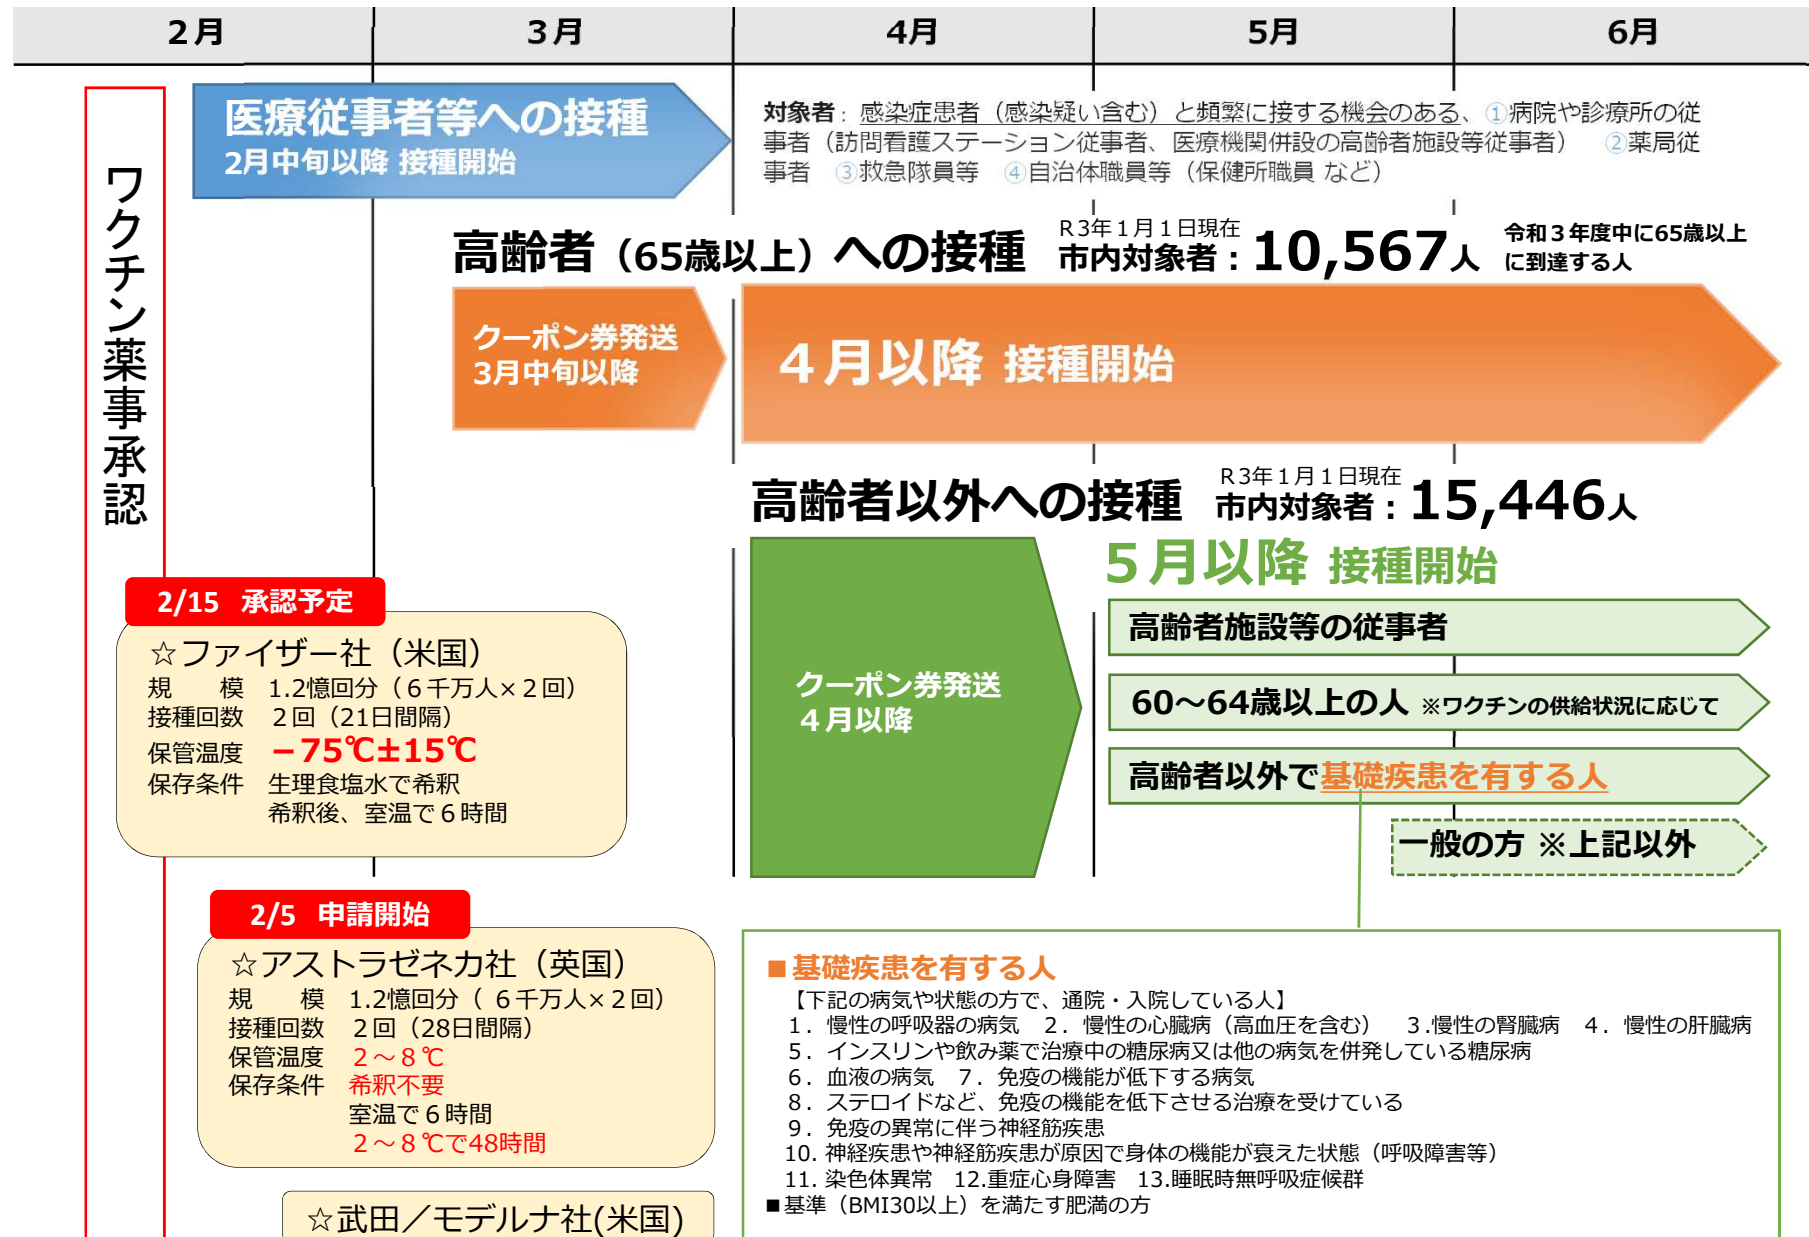 2月 3月 4月 5月 6月
ワクチン薬事承認
医療従事者等への接種
2月中旬以降 接種開始
対象者：感染症患者（感染疑い含む）と頻繁に接する機会のある、①病院や診療所の従
事者（訪問看護ステーション従事者、医療機関併設の高齢者施設等従事者） ②薬局従
事者 ③救急隊員等 ④自治体職員等（保健所職員 など）
高齢者（65歳以上）への接種
R3年1月1日現在
市内対象者：10,567人
令和3年度中に65歳以上
に到達する人
クーポン券発送
3月中旬以降
４月以降 接種開始
高齢者以外への接種
R3年1月1日現在
市内対象者：15,446人
クーポン券発送
４月以降
５月以降 接種開始
高齢者施設等の従事者
60～64歳以上の人 ※ワクチンの供給状況に応じて
高齢者以外で基礎疾患を有する人
一般の方 ※上記以外
2/15 承認予定
☆ファイザー社（米国）
規　模 1.2憶回分（６千万人×２回）
接種回数 ２回（21日間隔）
保管温度 －75℃±15℃
保存条件 生理食塩水で希釈
希釈後、室温で６時間
2/5 申請開始
☆アストラゼネカ社（英国）
規　模 1.2憶回分（ ６千万人×２回）
接種回数 ２回（28日間隔）
保管温度 ２～８℃
保存条件 希釈不要
室温で６時間
２～８℃で48時間
☆武田／モデルナ社(米国)
■基礎疾患を有する人
【下記の病気や状態の方で、通院・入院している人】
１．慢性の呼吸器の病気 ２．慢性の心臓病（高血圧を含む） ３.慢性の腎臓病 ４．慢性の肝臓病
５．インスリンや飲み薬で治療中の糖尿病又は他の病気を併発している糖尿病
６．血液の病気 ７．免疫の機能が低下する病気
８．ステロイドなど、免疫の機能を低下させる治療を受けている
９．免疫の異常に伴う神経筋疾患
10. 神経疾患や神経筋疾患が原因で身体の機能が衰えた状態（呼吸障害等）
11. 染色体異常 12.重症心身障害 13.睡眠時無呼吸症候群
■基準（BMI30以上）を満たす肥満の方